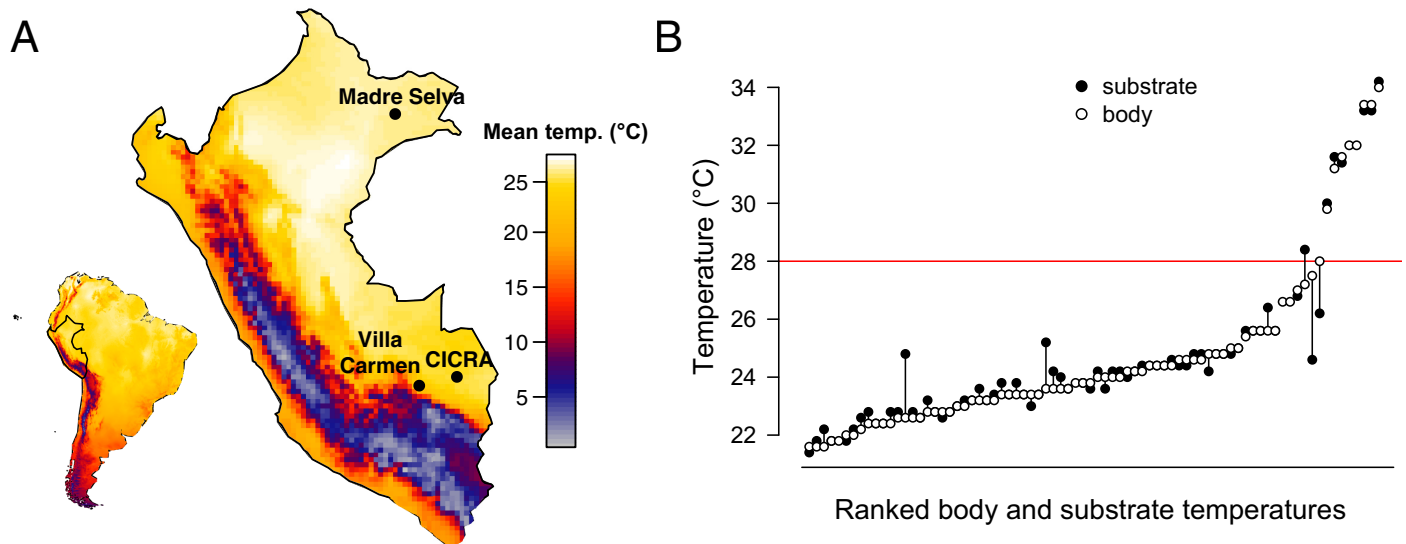 A
Madre Selva
Mean temp. (°C)
25
20
15
10
5
Villa
Carmen
CICRA
B
substrate
body
Temperature (°C)
34
32
30
28
26
24
22
Ranked body and substrate temperatures